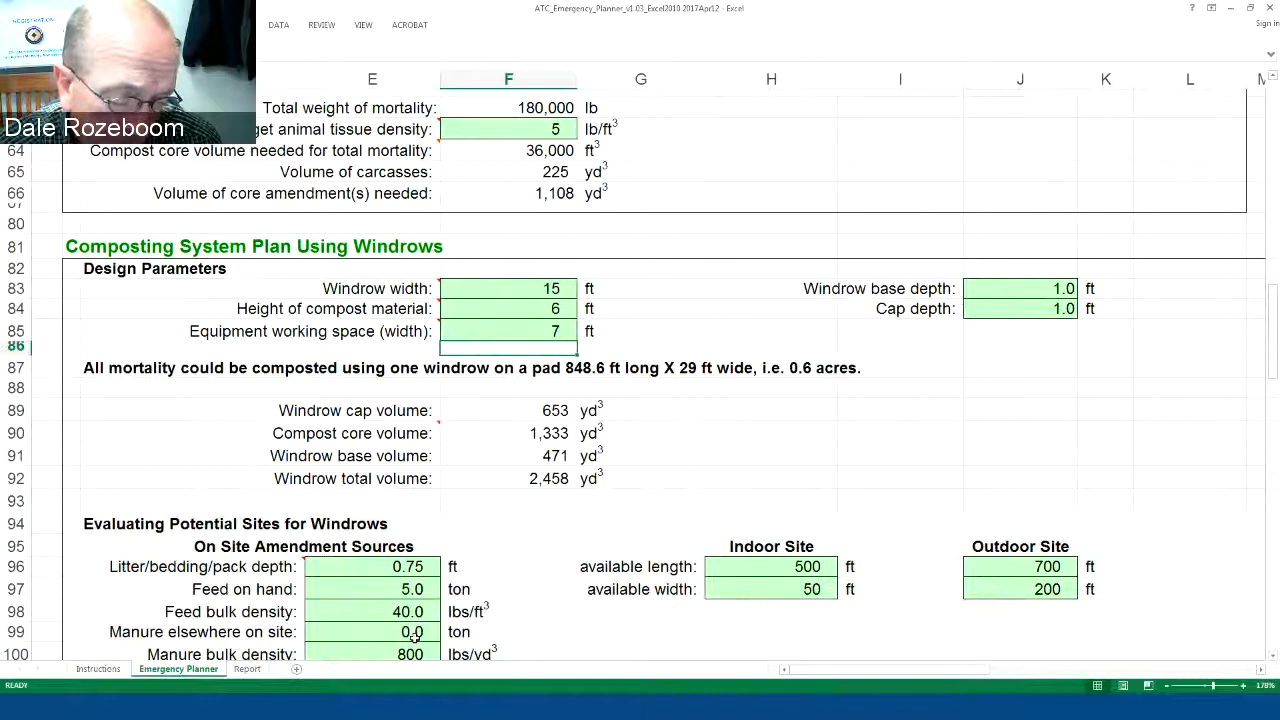 ATC_Emergency_Planner_v1.03_Excel2010 2017Apr12 - Excel
REGISTRATION
Sign in
DATA REVIEW VIEW ACROBAT
E F G H I J K L M
Dale Rozeboom
Total weight of mortality: 180,000 lb
get animal tissue density: 5 lb/ft3
64 Compost core volume needed for total mortality: 36,000 ft3
65 Volume of carcasses: 225 yd3
66 Volume of core amendment(s) needed: 1,108 yd3
67
80
81 Composting System Plan Using Windrows
82 Design Parameters
83 Windrow width: 15 ft Windrow base depth: 1.0 ft
84 Height of compost material: 6 ft Cap depth: 1.0 ft
85 Equipment working space (width): 7 ft
86
87 All mortality could be composted using one windrow on a pad 848.6 ft long X 29 ft wide, i.e. 0.6 acres.
88
89 Windrow cap volume: 653 yd3
90 Compost core volume: 1,333 yd3
91 Windrow base volume: 471 yd3
92 Windrow total volume: 2,458 yd3
93
94 Evaluating Potential Sites for Windrows
95 On Site Amendment Sources Indoor Site Outdoor Site
96 Litter/bedding/pack depth: 0.75 ft available length: 500 ft 700 ft
97 Feed on hand: 5.0 ton available width: 50 ft 200 ft
98 Feed bulk density: 40.0 lbs/ft3
99 Manure elsewhere on site: 0.0 ton
100 Manure bulk density: 800 lbs/yd3
Instructions Emergency Planner Report
READY 178%